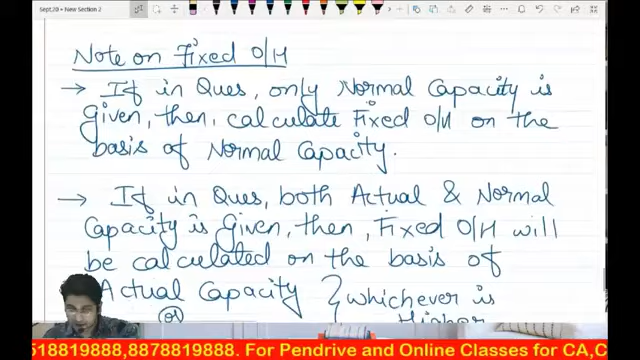 Sept.20 • New Section 2
Note on Fixed O/H
→ If in Ques, only Normal Capacity is
Given, then, calculate Fixed O/H on the
basis of Normal Capacity.
→ If in Ques, both Actual & Normal
Capacity is Given, then, Fixed O/H will
be calculated on the basis of
Actual Capacity } whichever is
or Higher
518819888,8878819888. For Pendrive and Online Classes for CA,C